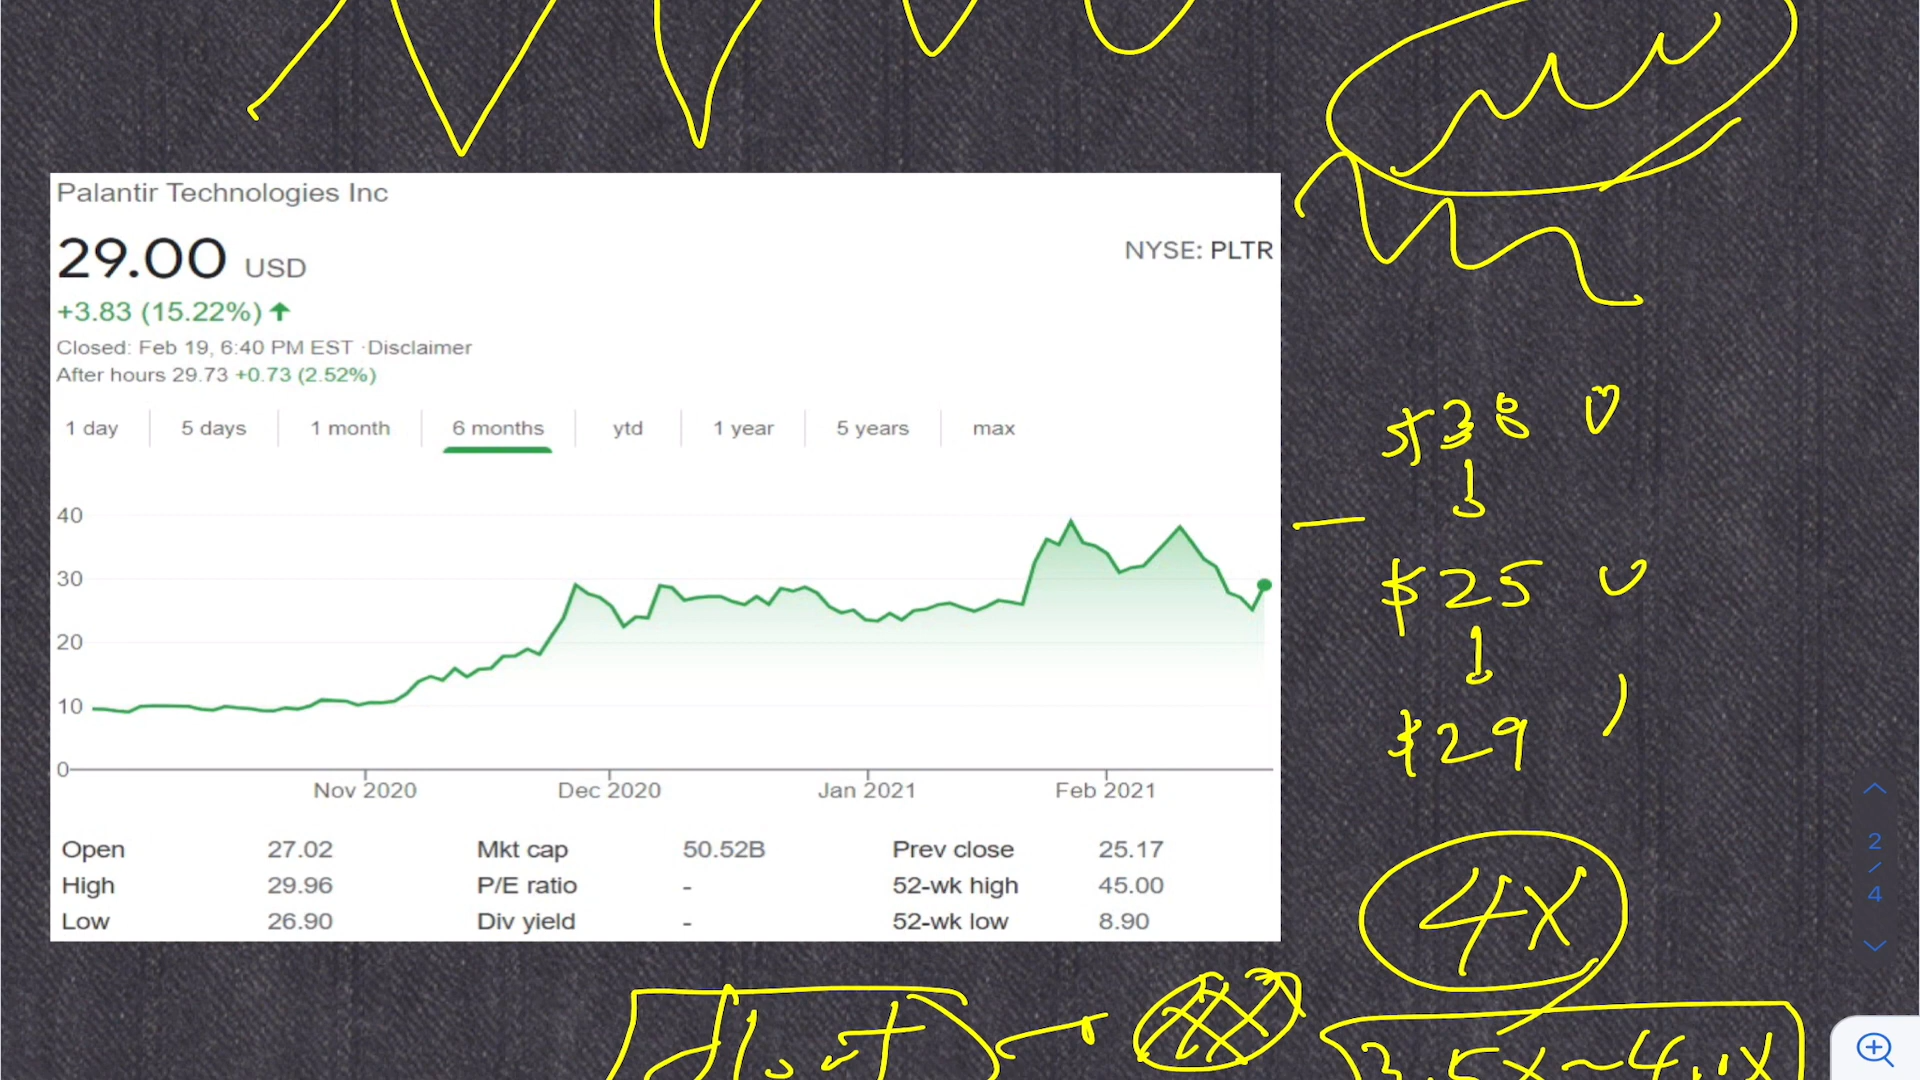 Palantir Technologies Inc
29.00 USD
NYSE: PLTR
+3.83 (15.22%)
Closed: Feb 19, 6:40 PM EST · Disclaimer
After hours 29.73 +0.73 (2.52%)
1 day 5 days 1 month 6 months ytd 1 year 5 years max
40
30
20
10
0
Nov 2020 Dec 2020 Jan 2021 Feb 2021
Open 27.02 Mkt cap 50.52B Prev close 25.17
High 29.96 P/E ratio - 52-wk high 45.00
Low 26.90 Div yield - 52-wk low 8.90
$38
$25
$29
4X
3.5X~4.0X
2
/
4